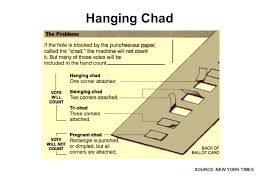 Hanging Chad
The Problems
If the hole is blocked by the punched-out paper,
called the "chad," the machine will not count
it. But many of those votes will be
included in the hand count.
Hanging chad
One corner attached.
VOTE
WILL
COUNT
Swinging chad
Two corners attached.
Tri-chad
Three corners
attached.
VOTE
WILL NOT
COUNT
Pregnant chad
Rectangle is punched,
or dimpled, but all
corners are attached.
BACK OF
BALLOT CARD
SOURCE: NEW YORK TIMES